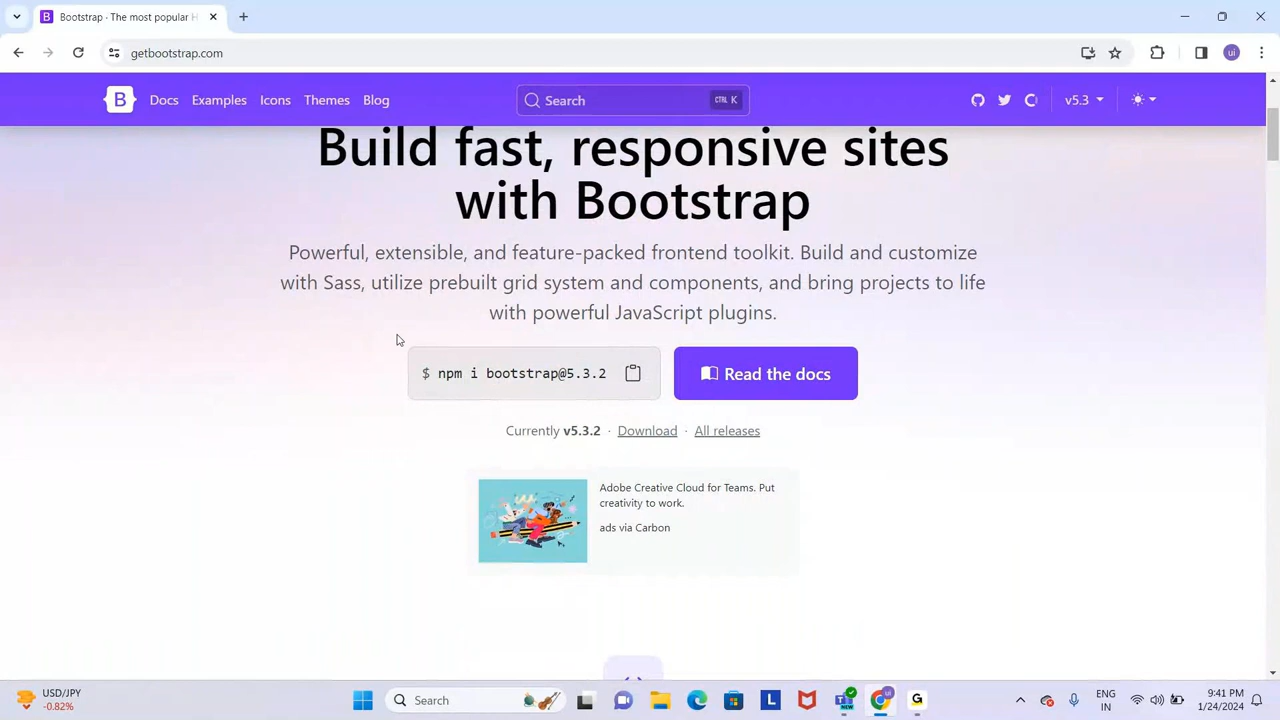 Bootstrap · The most popular H
getbootstrap.com
ui
B Docs Examples Icons Themes Blog Search CTRL K v5.3
Build fast, responsive sites
with Bootstrap
Powerful, extensible, and feature-packed frontend toolkit. Build and customize
with Sass, utilize prebuilt grid system and components, and bring projects to life
with powerful JavaScript plugins.
$ npm i bootstrap@5.3.2 Read the docs
Currently v5.3.2 · Download · All releases
Adobe Creative Cloud for Teams. Put
creativity to work.
ads via Carbon
USD/JPY
-0.82%
Search
L
NEW
ui
G
ENG
IN
9:41 PM
1/24/2024